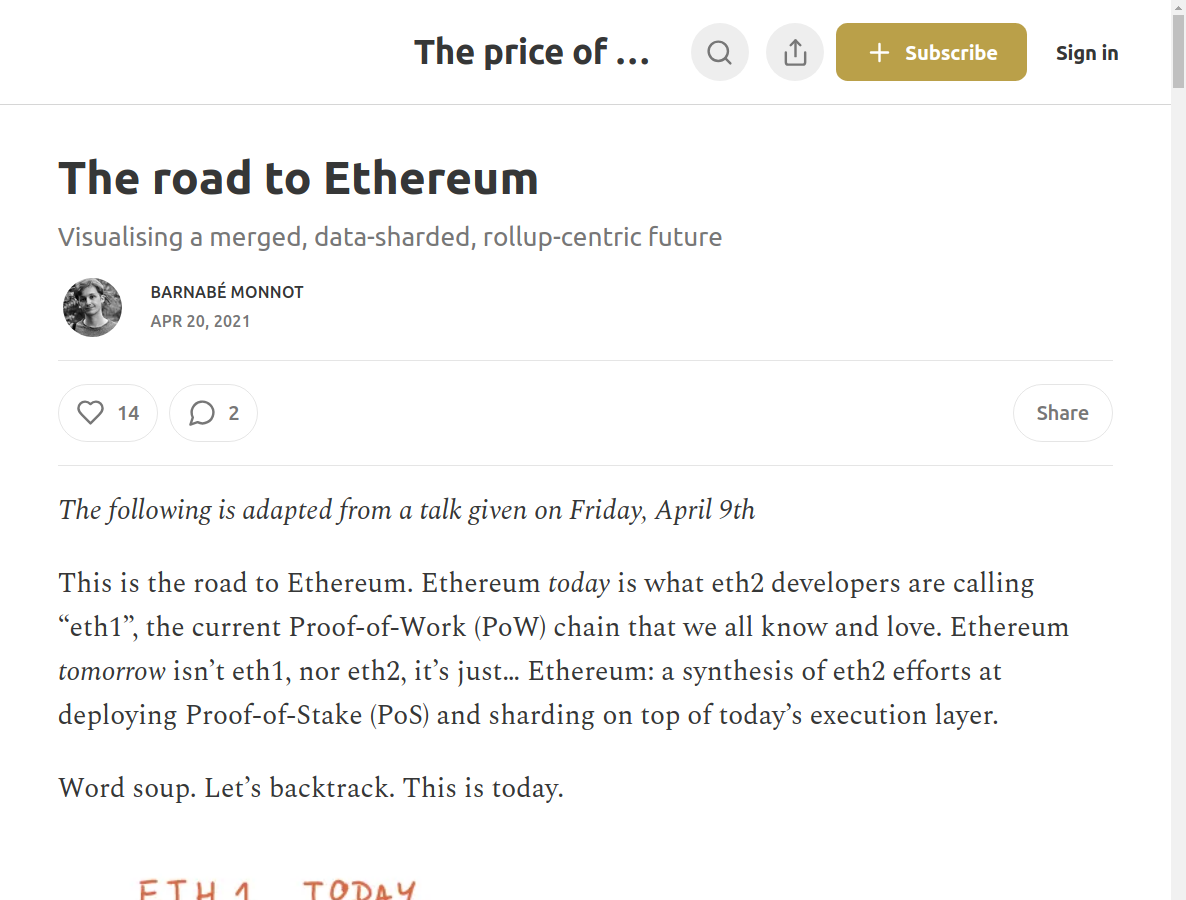 The price of …
Subscribe
Sign in
The road to Ethereum
Visualising a merged, data-sharded, rollup-centric future
BARNABÉ MONNOT
APR 20, 2021
14
2
Share
The following is adapted from a talk given on Friday, April 9th
This is the road to Ethereum. Ethereum today is what eth2 developers are calling
“eth1”, the current Proof-of-Work (PoW) chain that we all know and love. Ethereum
tomorrow isn’t eth1, nor eth2, it’s just… Ethereum: a synthesis of eth2 efforts at
deploying Proof-of-Stake (PoS) and sharding on top of today’s execution layer.
Word soup. Let’s backtrack. This is today.
ETH 1 TODAY